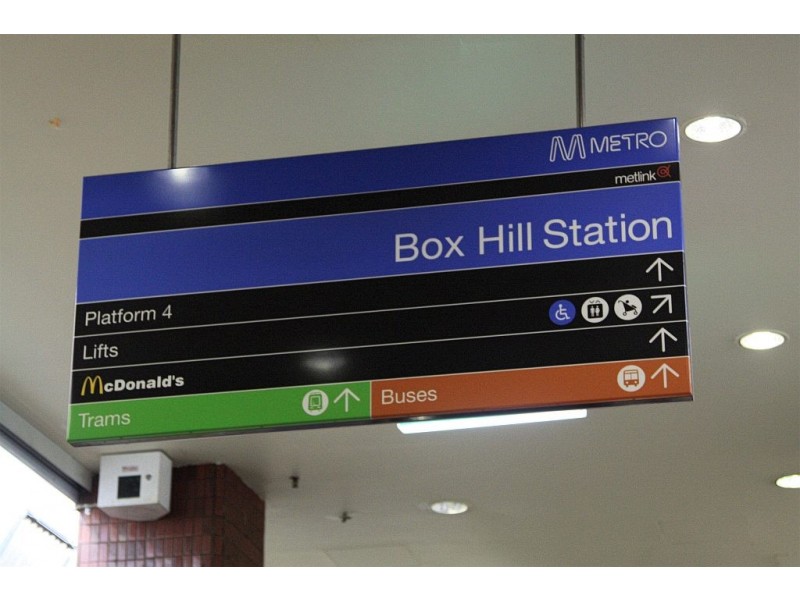 METRO
metlink
Box Hill Station
Platform 4
Lifts
McDonald's
Trams
Buses